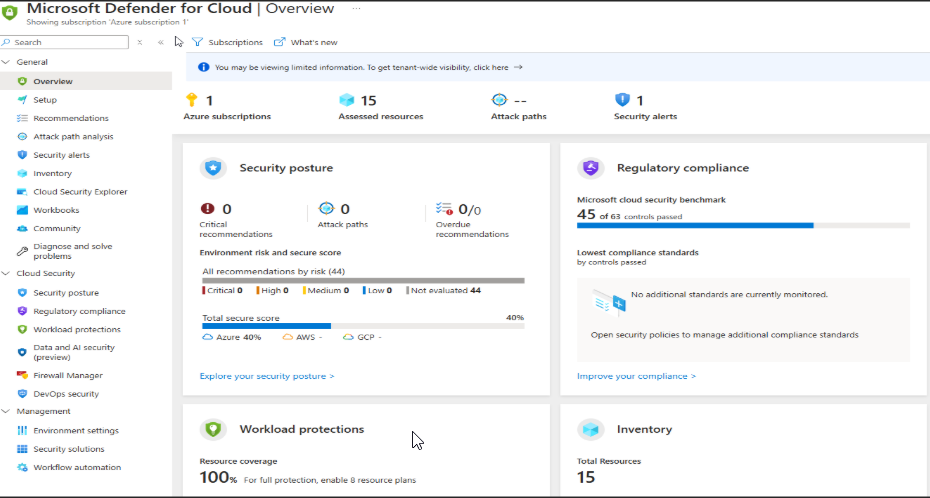 Microsoft Defender for Cloud | Overview ...
Showing subscription 'Azure subscription 1'
Search
Subscriptions
What's new
General
Overview
Setup
Recommendations
Attack path analysis
Security alerts
Inventory
Cloud Security Explorer
Workbooks
Community
Diagnose and solve
problems
Cloud Security
Security posture
Regulatory compliance
Workload protections
Data and AI security
(preview)
Firewall Manager
DevOps security
Management
Environment settings
Security solutions
Workflow automation
You may be viewing limited information. To get tenant-wide visibility, click here →
1
Azure subscriptions
15
Assessed resources
--
Attack paths
1
Security alerts
Security posture
0
Critical
recommendations
0
Attack paths
0/0
Overdue
recommendations
Environment risk and secure score
All recommendations by risk (44)
Critical 0 High 0 Medium 0 Low 0 Not evaluated 44
Total secure score 40%
Azure 40% AWS - GCP -
Explore your security posture >
Regulatory compliance
Microsoft cloud security benchmark
45 of 63 controls passed
Lowest compliance standards
by controls passed
No additional standards are currently monitored.
Open security policies to manage additional compliance standards
Improve your compliance >
Workload protections
Resource coverage
100% For full protection, enable 8 resource plans
Inventory
Total Resources
15